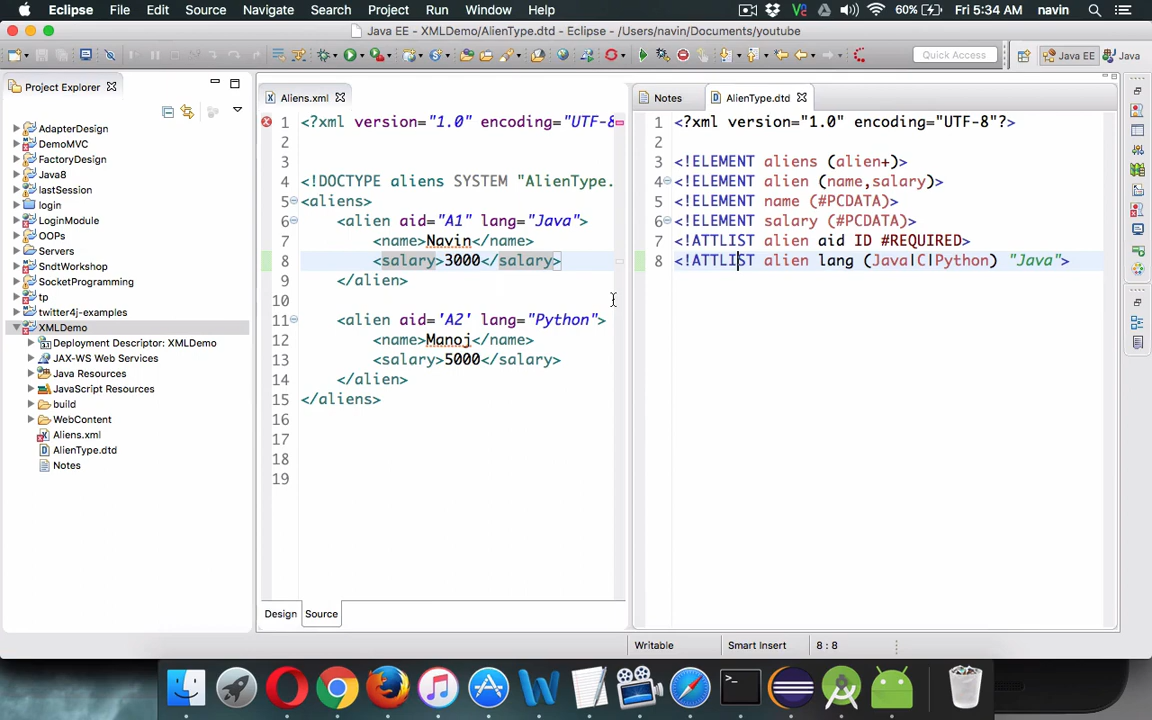 Eclipse File Edit Source Navigate Search Project Run Window Help 60% Fri 5:34 AM navin
Java EE - XMLDemo/AlienType.dtd - Eclipse - /Users/navin/Documents/youtube
Quick Access Java EE Java
Project Explorer
AdapterDesign
DemoMVC
FactoryDesign
Java8
lastSession
login
LoginModule
OOPs
Servers
SndtWorkshop
SocketProgramming
tp
twitter4j-examples
XMLDemo
Deployment Descriptor: XMLDemo
JAX-WS Web Services
Java Resources
JavaScript Resources
build
WebContent
Aliens.xml
AlienType.dtd
Notes
Aliens.xml
1 <?xml version="1.0" encoding="UTF-8
2
3
4 <!DOCTYPE aliens SYSTEM "AlienType.
5 <aliens>
6 <alien aid="A1" lang="Java">
7 <name>Navin</name>
8 <salary>3000</salary>
9 </alien>
10
11 <alien aid='A2' lang="Python">
12 <name>Manoj</name>
13 <salary>5000</salary>
14 </alien>
15 </aliens>
16
17
18
19
Design Source
Notes AlienType.dtd
1 <?xml version="1.0" encoding="UTF-8"?>
2
3 <!ELEMENT aliens (alien+)>
4 <!ELEMENT alien (name,salary)>
5 <!ELEMENT name (#PCDATA)>
6 <!ELEMENT salary (#PCDATA)>
7 <!ATTLIST alien aid ID #REQUIRED>
8 <!ATTLIST alien lang (Java|C|Python) "Java">
Writable Smart Insert 8 : 8